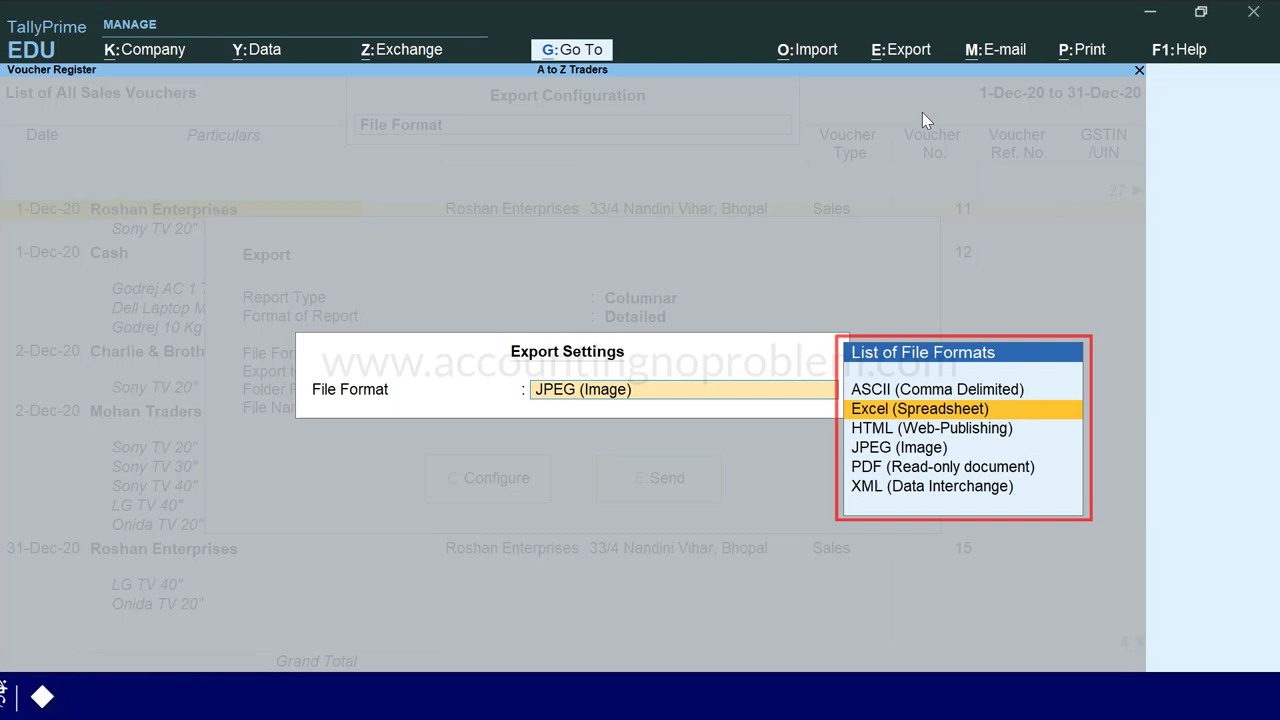 TallyPrime
MANAGE
EDU
K:Company Y:Data Z:Exchange G:Go To O:Import E:Export M:E-mail P:Print F1:Help
Voucher Register A to Z Traders
List of All Sales Vouchers Export Configuration 1-Dec-20 to 31-Dec-20
File Format
Date Particulars Voucher Type Voucher No. Voucher Ref. No. GSTIN /UIN
27
1-Dec-20 Roshan Enterprises Roshan Enterprises 33/4 Nandini Vihar, Bhopal Sales 11
Sony TV 20"
1-Dec-20 Cash 12
Export
Godrej AC 1
Report Type : Columnar
Dell Laptop M
Format of Report : Detailed
Godrej 10 Kg
2-Dec-20 Charlie & Broth
Export Settings
www.accountingnoproblem.com
List of File Formats
File For
Export t
Folder
File Na
File Format : JPEG (Image)
ASCII (Comma Delimited)
Excel (Spreadsheet)
HTML (Web-Publishing)
JPEG (Image)
PDF (Read-only document)
XML (Data Interchange)
Sony TV 20"
2-Dec-20 Mohan Traders
Sony TV 20"
Sony TV 30"
Sony TV 40"
LG TV 40"
Onida TV 20"
C:Configure E:Send
31-Dec-20 Roshan Enterprises Roshan Enterprises 33/4 Nandini Vihar, Bhopal Sales 15
LG TV 40"
Onida TV 20"
4
Grand Total